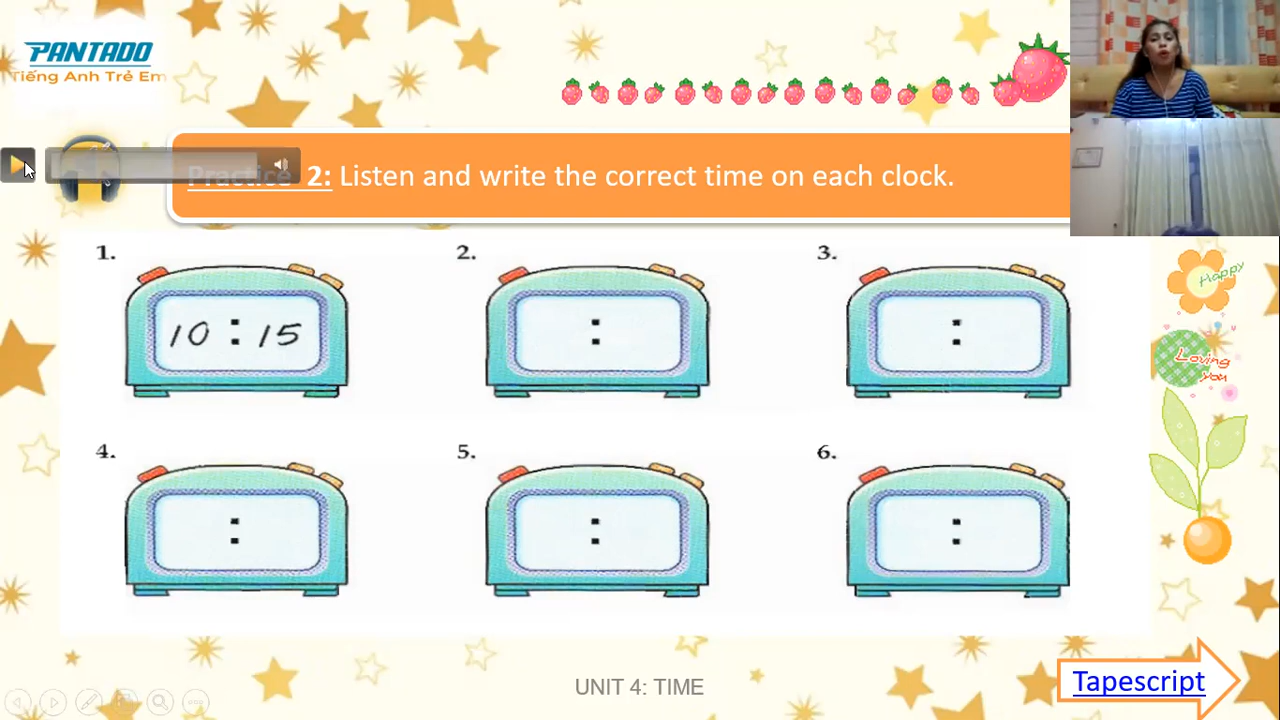 PANTADO
Tiếng Anh Trẻ Em
Practice 2: Listen and write the correct time on each clock.
1.
2.
3.
10 : 15
:
:
Happy
Loving
you
4.
5.
6.
:
:
:
Tapescript
UNIT 4: TIME